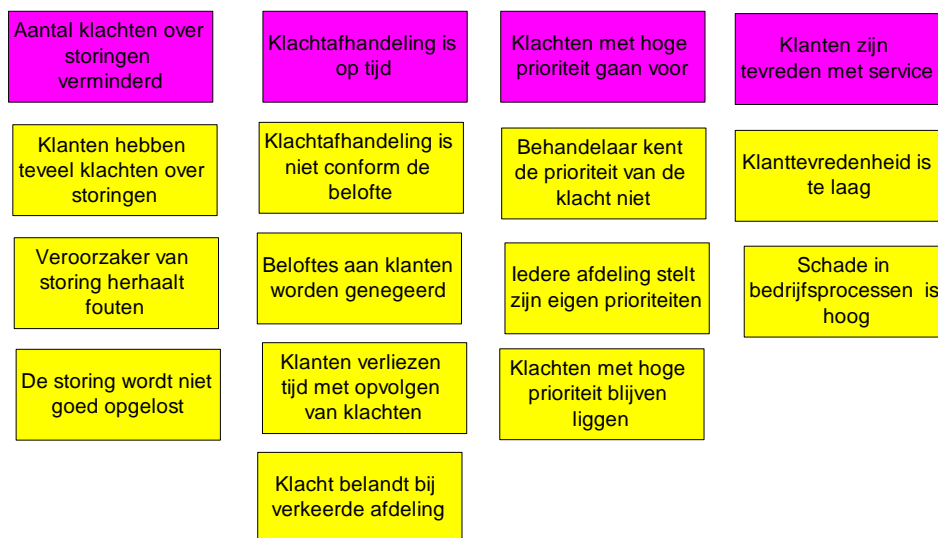 Aantal klachten over
storingen
verminderd
Klachtafhandeling is
op tijd
Klachten met hoge
prioriteit gaan voor
Klanten zijn
tevreden met service
Klanten hebben
teveel klachten over
storingen
Klachtafhandeling is
niet conform de
belofte
Behandelaar kent
de prioriteit van de
klacht niet
Klanttevredenheid is
te laag
Veroorzaker van
storing herhaalt
fouten
Beloftes aan klanten
worden genegeerd
Iedere afdeling stelt
zijn eigen prioriteiten
Schade in
bedrijfsprocessen is
hoog
De storing wordt niet
goed opgelost
Klanten verliezen
tijd met opvolgen
van klachten
Klachten met hoge
prioriteit blijven
liggen
Klacht belandt bij
verkeerde afdeling